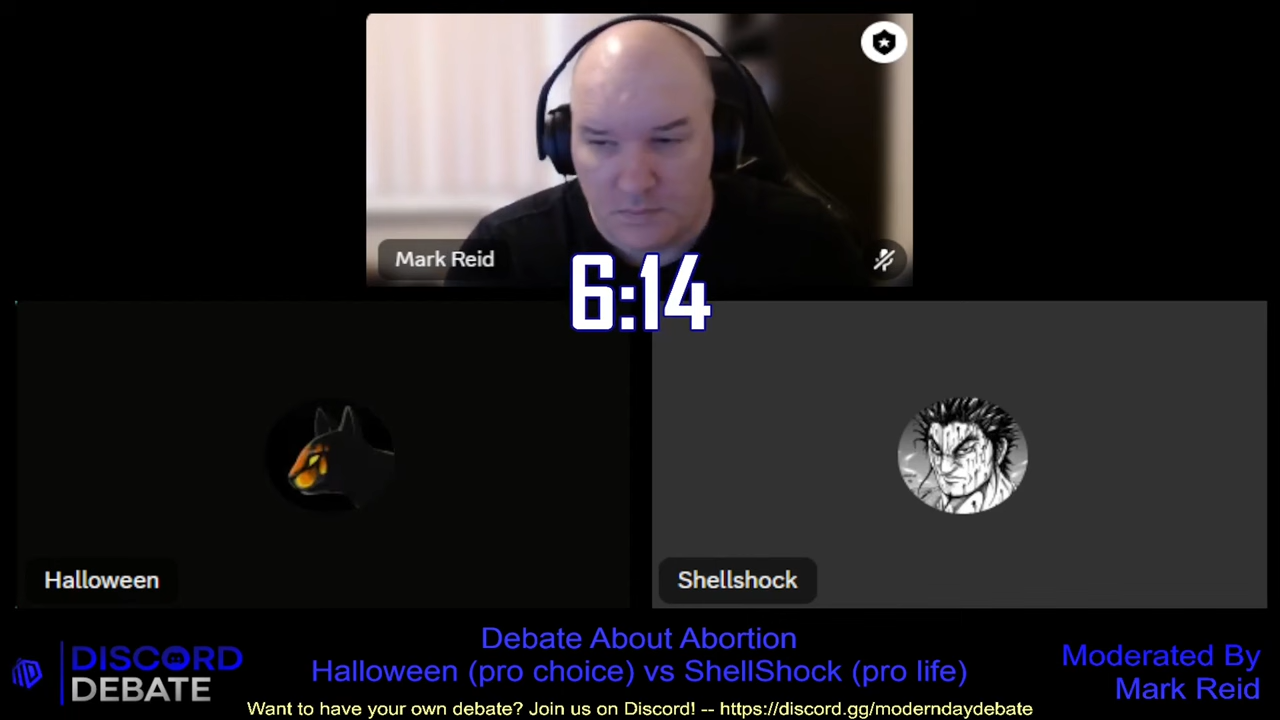 Mark Reid
6:14
Halloween
Shellshock
Debate About Abortion
Halloween (pro choice) vs ShellShock (pro life)
DISCORD
DEBATE
Moderated By
Mark Reid
Want to have your own debate? Join us on Discord! -- https://discord.gg/moderndaydebate